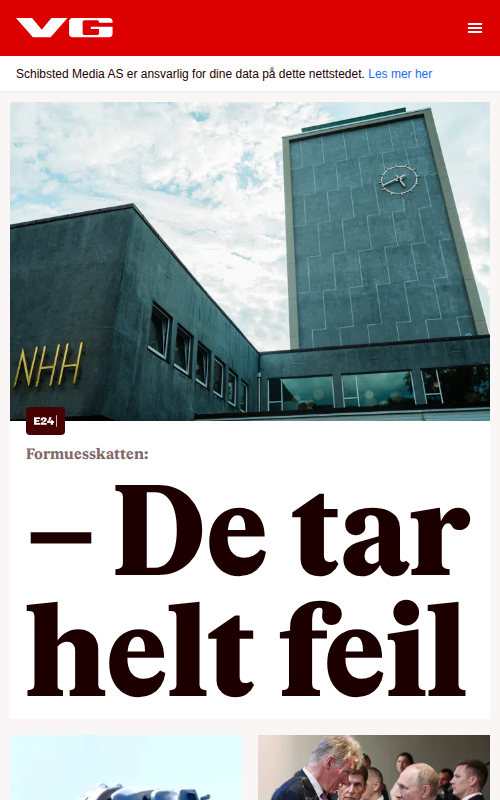 VG
Schibsted Media AS er ansvarlig for dine data på dette nettstedet. Les mer her
NHH
E24
Formuesskatten:
– De tar
helt feil